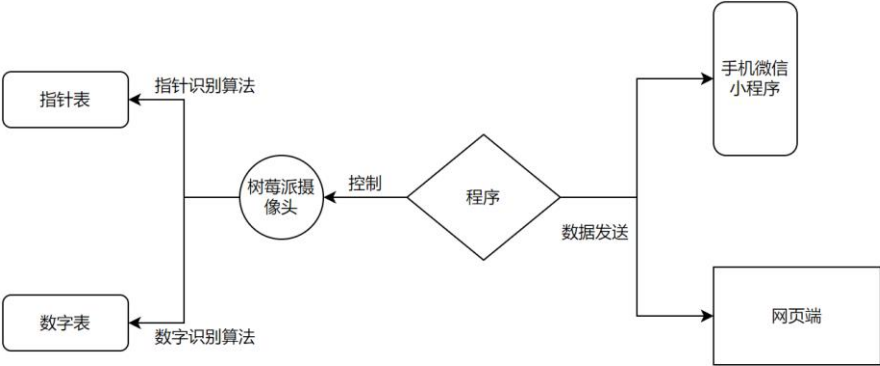 手机微信
小程序
指针识别算法
指针表
树莓派摄
像头
控制
程序
数据发送
数字表
数字识别算法
网页端